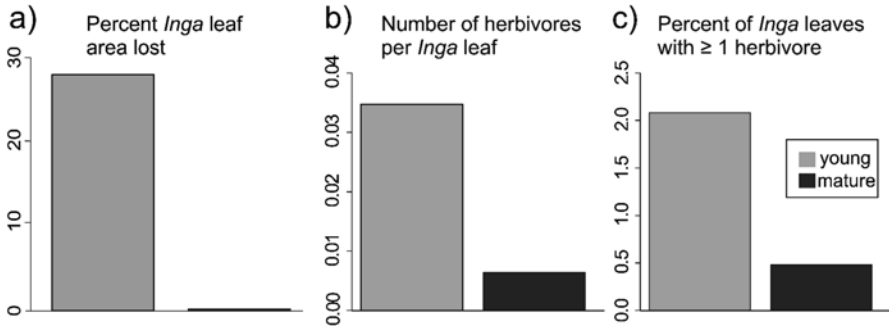 a)
Percent Inga leaf
area lost
30
20
10
0
b)
Number of herbivores
per Inga leaf
0.04
0.03
0.02
0.01
0.00
c)
Percent of Inga leaves
with ≥ 1 herbivore
2.5
2.0
1.5
1.0
0.5
0.0
young
mature